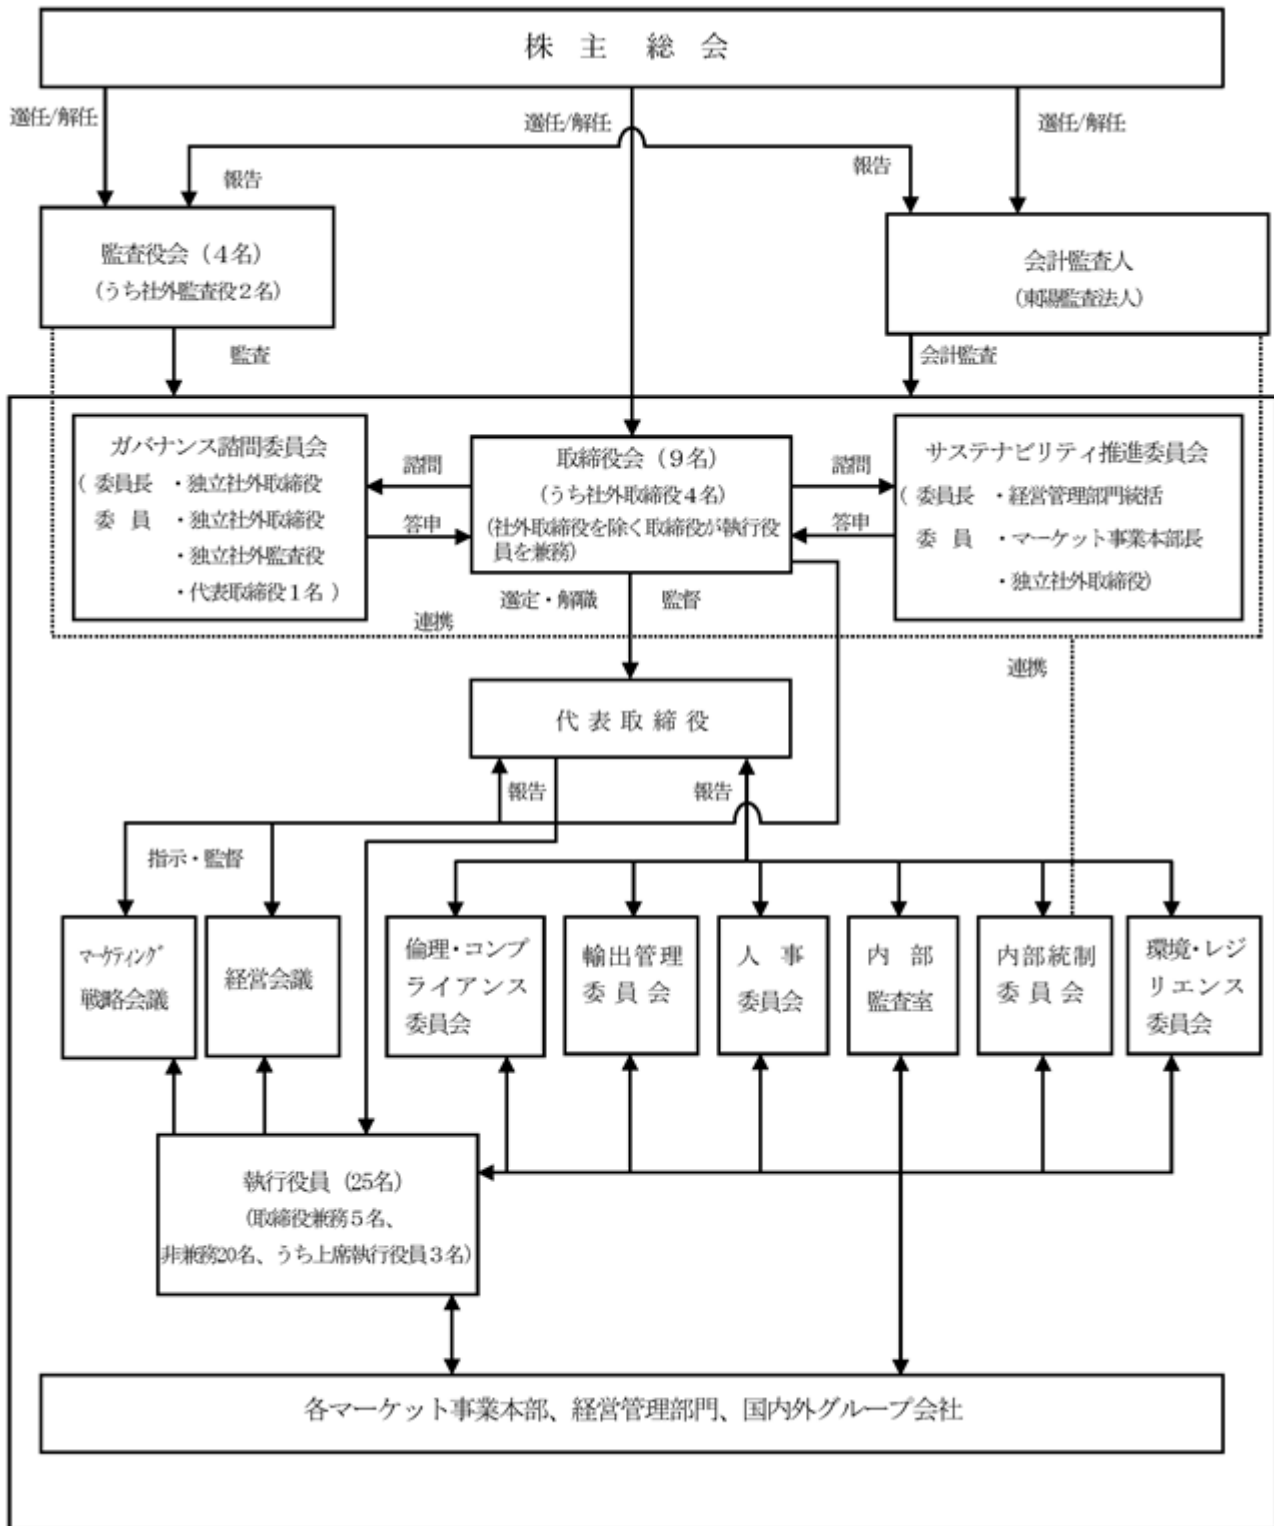 株 主 総 会
選任/解任
選任/解任
選任/解任
報告
報告
監査役会（４名）
（うち社外監査役２名）
会計監査人
（東陽監査法人）
監査
会計監査
ガバナンス諮問委員会
（ 委員長 ・独立社外取締役
委 員 ・独立社外取締役
・独立社外監査役
・代表取締役１名 ）
諮問
答申
取締役会（９名）
（うち社外取締役４名）
（社外取締役を除く取締役が執行役
員を兼務）
諮問
答申
サステナビリティ推進委員会
（ 委員長 ・経営管理部門統括
委 員 ・マーケット事業本部長
・独立社外取締役）
選定・解職
監督
連携
連携
代 表 取 締 役
報告
報告
指示・監督
マーケティング
戦略会議
経営会議
倫理・コンプ
ライアンス
委員会
輸出管理
委 員 会
人 事
委員会
内 部
監査室
内部統制
委 員 会
環境・レジ
リエンス
委員会
執行役員（25名）
（取締役兼務５名、
非兼務20名、うち上席執行役員３名）
各マーケット事業本部、経営管理部門、国内外グループ会社